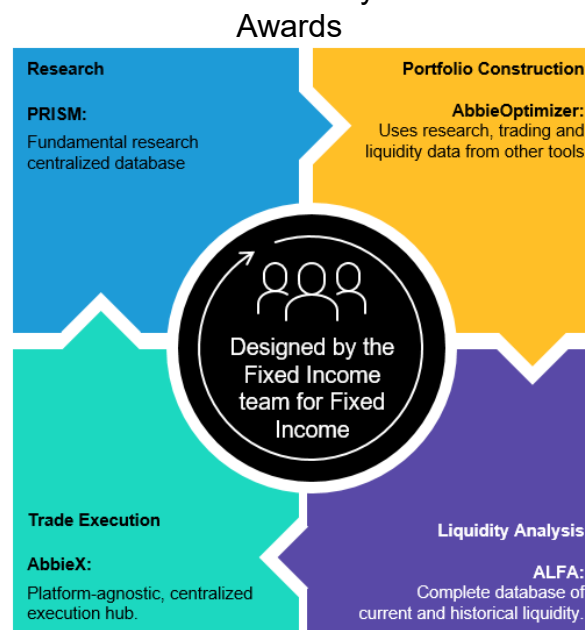 Awards
Research
PRISM:
Fundamental research
centralized database
Portfolio Construction
AbbieOptimizer:
Uses research, trading and
liquidity data from other tools
Designed by the
Fixed Income
team for Fixed
Income
Trade Execution
AbbieX:
Platform-agnostic, centralized
execution hub.
Liquidity Analysis
ALFA:
Complete database of
current and historical liquidity.